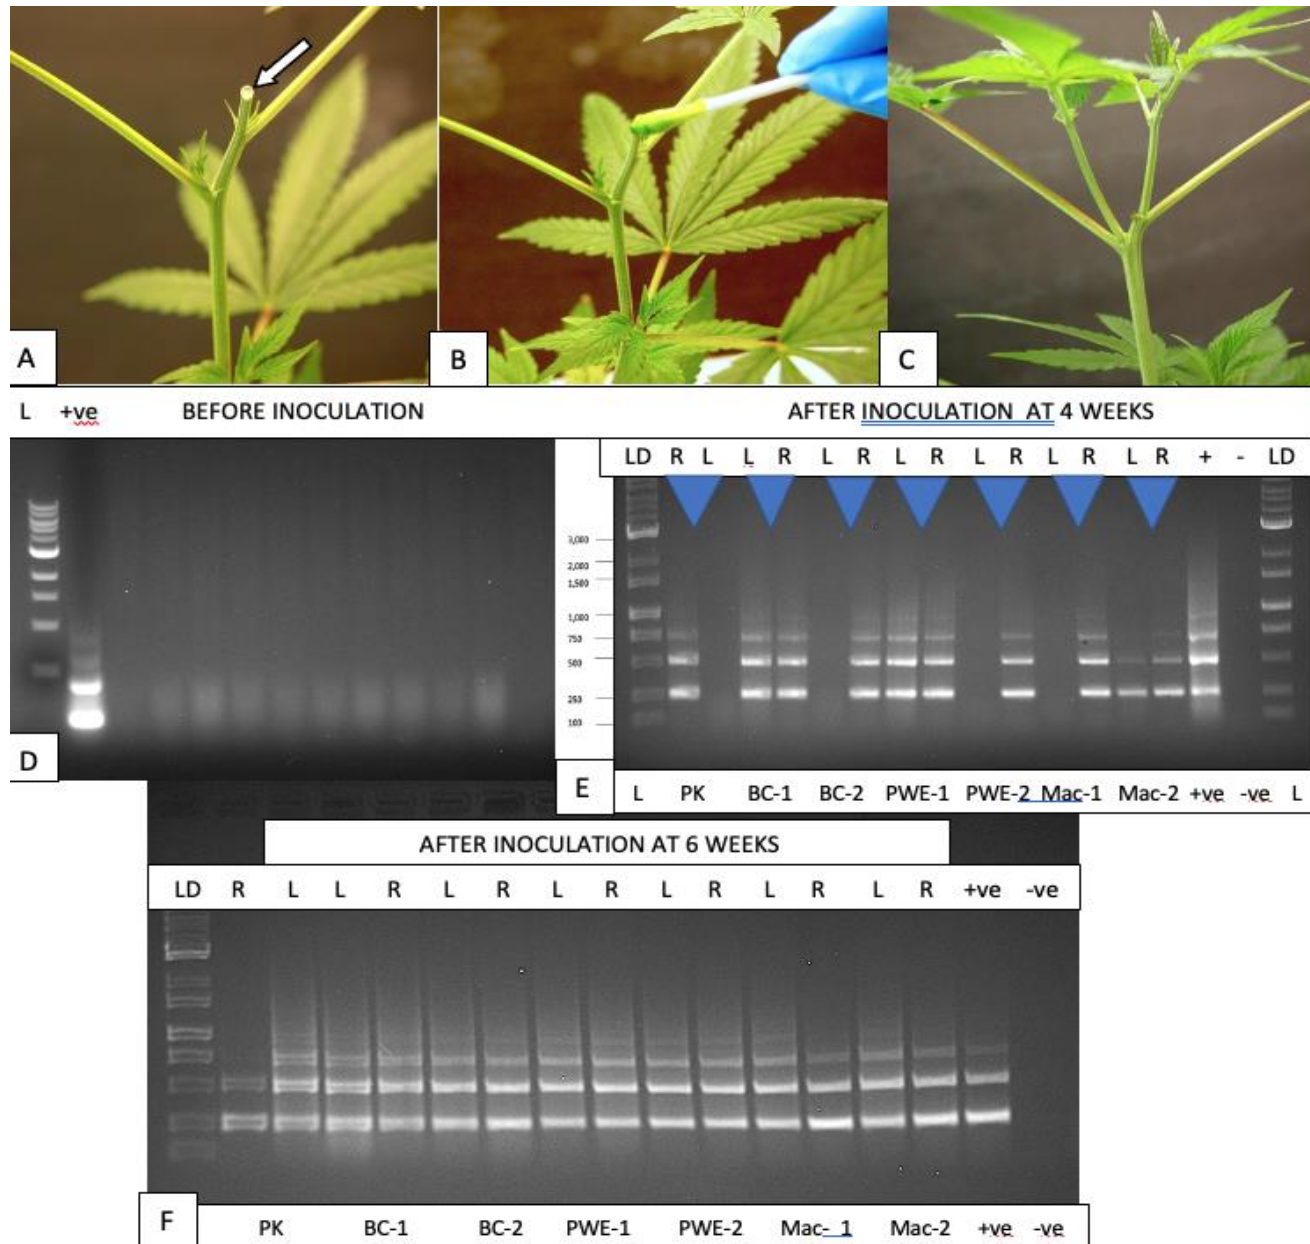 A
B
C
L +ve BEFORE INOCULATION AFTER INOCULATION AT 4 WEEKS
LD R L L R L R L R L R L R L R + - LD
3,000
2,000
1,500
1,000
750
500
250
100
D
E
L PK BC-1 BC-2 PWE-1 PWE-2 Mac-1 Mac-2 +ve -ve L
AFTER INOCULATION AT 6 WEEKS
LD R L L R L R L R L R L R L R +ve -ve
F
PK BC-1 BC-2 PWE-1 PWE-2 Mac- 1 Mac-2 +ve -ve